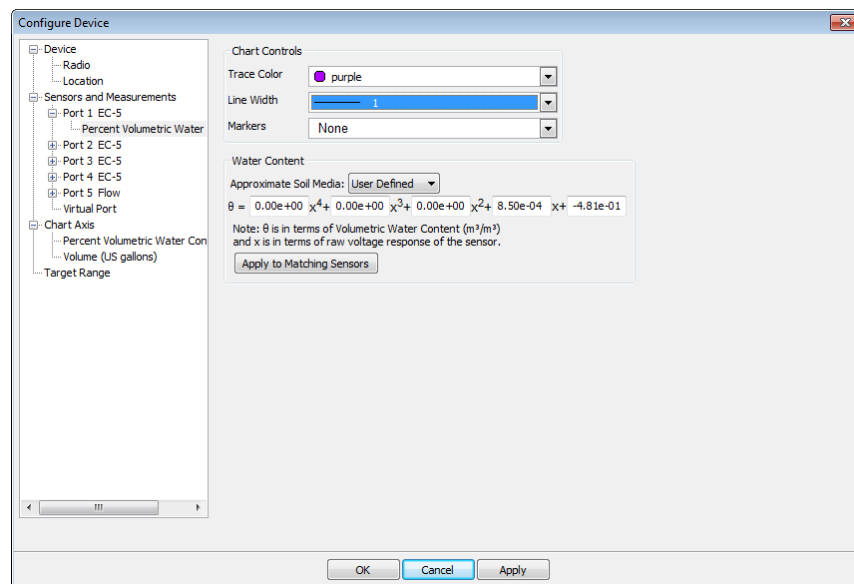 Configure Device
Device
Radio
Location
Sensors and Measurements
Port 1 EC-5
Percent Volumetric Water
Port 2 EC-5
Port 3 EC-5
Port 4 EC-5
Port 5 Flow
Virtual Port
Chart Axis
Percent Volumetric Water Con
Volume (US gallons)
Target Range
Chart Controls
Trace Color purple
Line Width 1
Markers None
Water Content
Approximate Soil Media: User Defined
θ = 0.00e+00 x⁴+ 0.00e+00 x³+ 0.00e+00 x²+ 8.50e-04 x+ -4.81e-01
Note: θ is in terms of Volumetric Water Content (m³/m³)
and x is in terms of raw voltage response of the sensor.
Apply to Matching Sensors
OK Cancel Apply